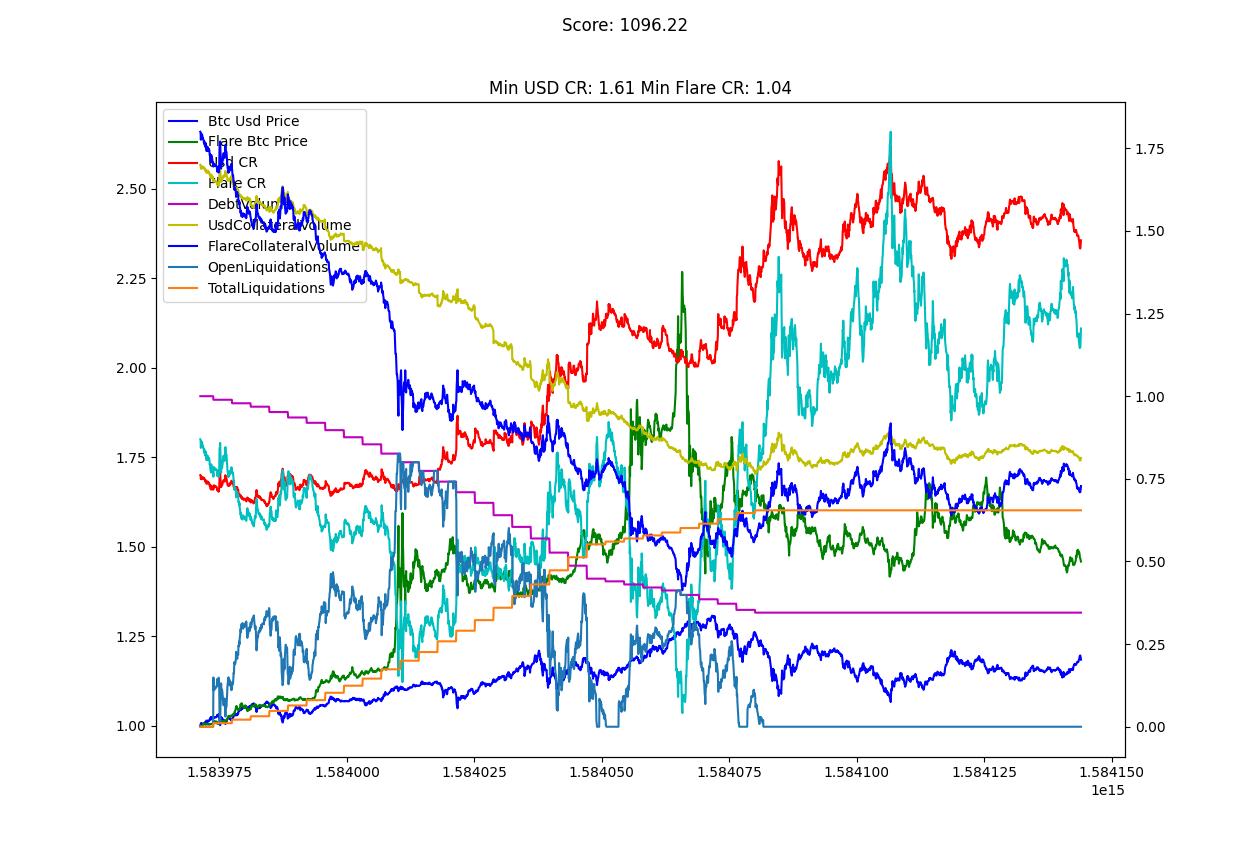 Score: 1096.22
Min USD CR: 1.61 Min Flare CR: 1.04
Btc Usd Price
Flare Btc Price
Usd CR
Flare CR
DebtVolume
UsdCollateralVolume
FlareCollateralVolume
OpenLiquidations
TotalLiquidations
2.50
2.25
2.00
1.75
1.50
1.25
1.00
1.75
1.50
1.25
1.00
0.75
0.50
0.25
0.00
1.583975 1.584000 1.584025 1.584050 1.584075 1.584100 1.584125 1.584150
1e15